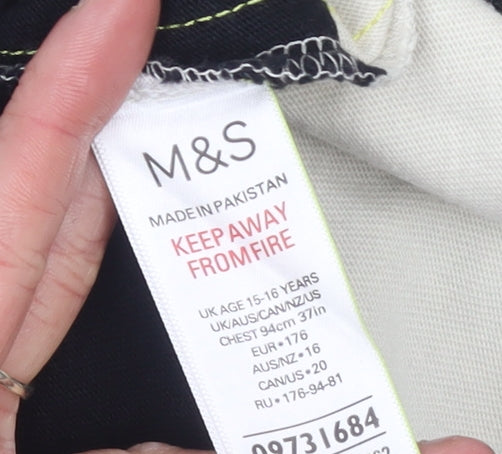 M&S
MADE IN PAKISTAN
KEEP AWAY
FROM FIRE
UK AGE 15-16 YEARS
UK/AUS/CAN/NZ/US
CHEST 94cm 37in
EUR•176
AUS/NZ•16
CAN/US•20
RU•176-94-81
09731684